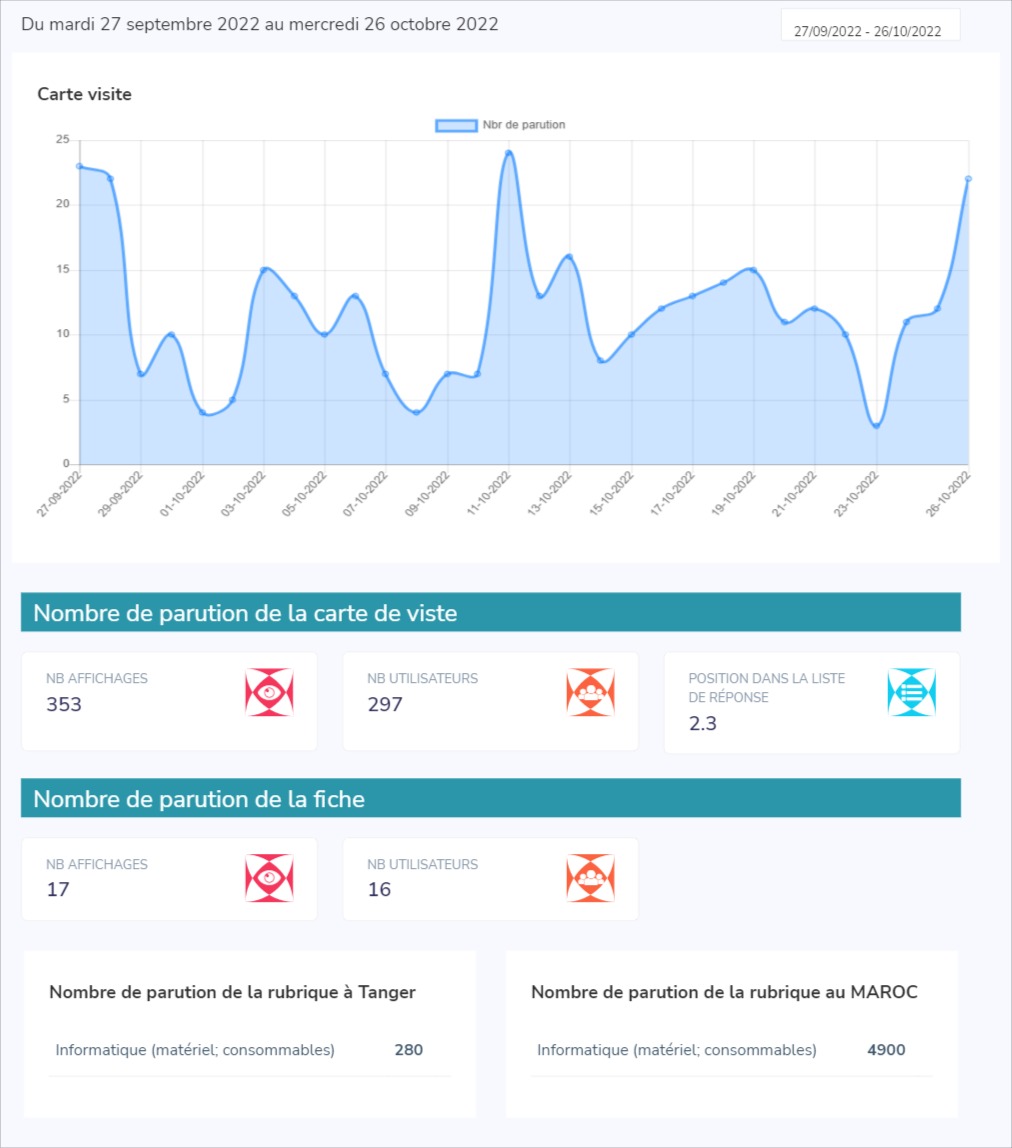 Du mardi 27 septembre 2022 au mercredi 26 octobre 2022
27/09/2022 - 26/10/2022
Carte visite
Nbr de parution
25
20
15
10
5
0
27-09-2022
29-09-2022
01-10-2022
03-10-2022
05-10-2022
07-10-2022
09-10-2022
11-10-2022
13-10-2022
15-10-2022
17-10-2022
19-10-2022
21-10-2022
23-10-2022
26-10-2022
Nombre de parution de la carte de viste
NB AFFICHAGES
353
NB UTILISATEURS
297
POSITION DANS LA LISTE
DE RÉPONSE
2.3
Nombre de parution de la fiche
NB AFFICHAGES
17
NB UTILISATEURS
16
Nombre de parution de la rubrique à Tanger
Informatique (matériel; consommables) 280
Nombre de parution de la rubrique au MAROC
Informatique (matériel; consommables) 4900